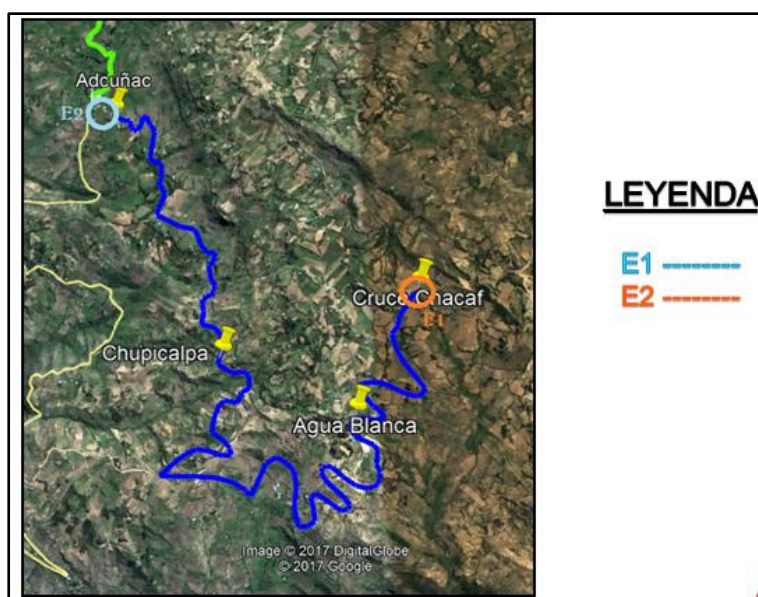 Adcuñac
E2
LEYENDA
E1 --------
E2 --------
Cruce Chacaf
E1
Chupicalpa
Agua Blanca
Image © 2017 DigitalGlobe
© 2017 Google